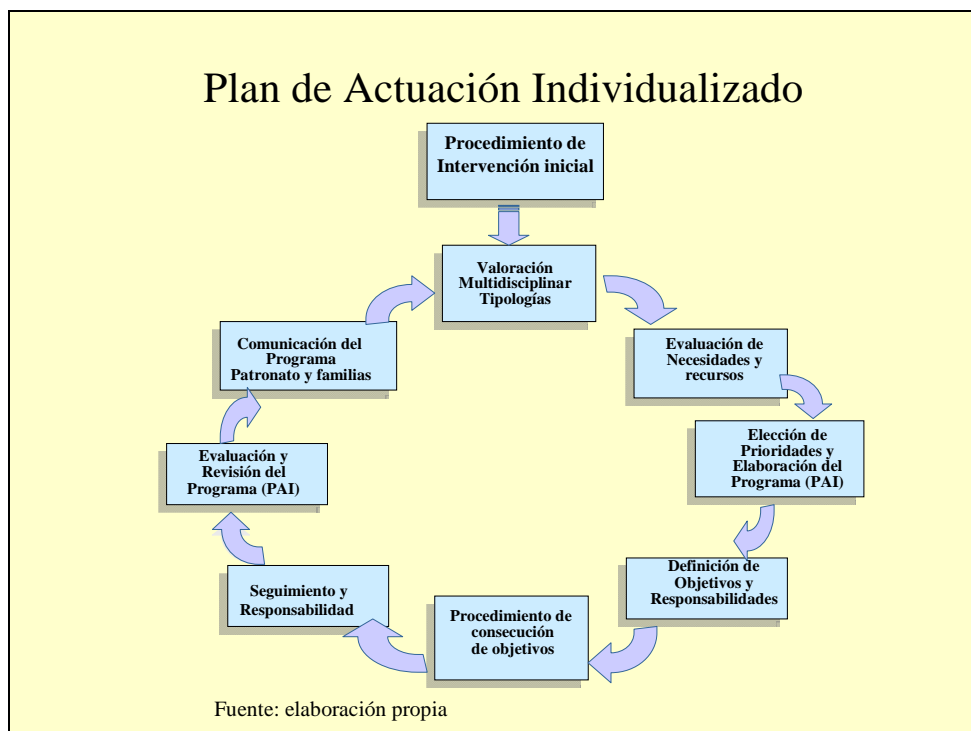 Plan de Actuación Individualizado
Procedimiento de
Intervención inicial
Valoración
Multidisciplinar
Tipologías
Evaluación de
Necesidades y
recursos
Elección de
Prioridades y
Elaboración del
Programa (PAI)
Definición de
Objetivos y
Responsabilidades
Procedimiento de
consecución
de objetivos
Seguimiento y
Responsabilidad
Evaluación y
Revisión del
Programa (PAI)
Comunicación del
Programa
Patronato y familias
Fuente: elaboración propia